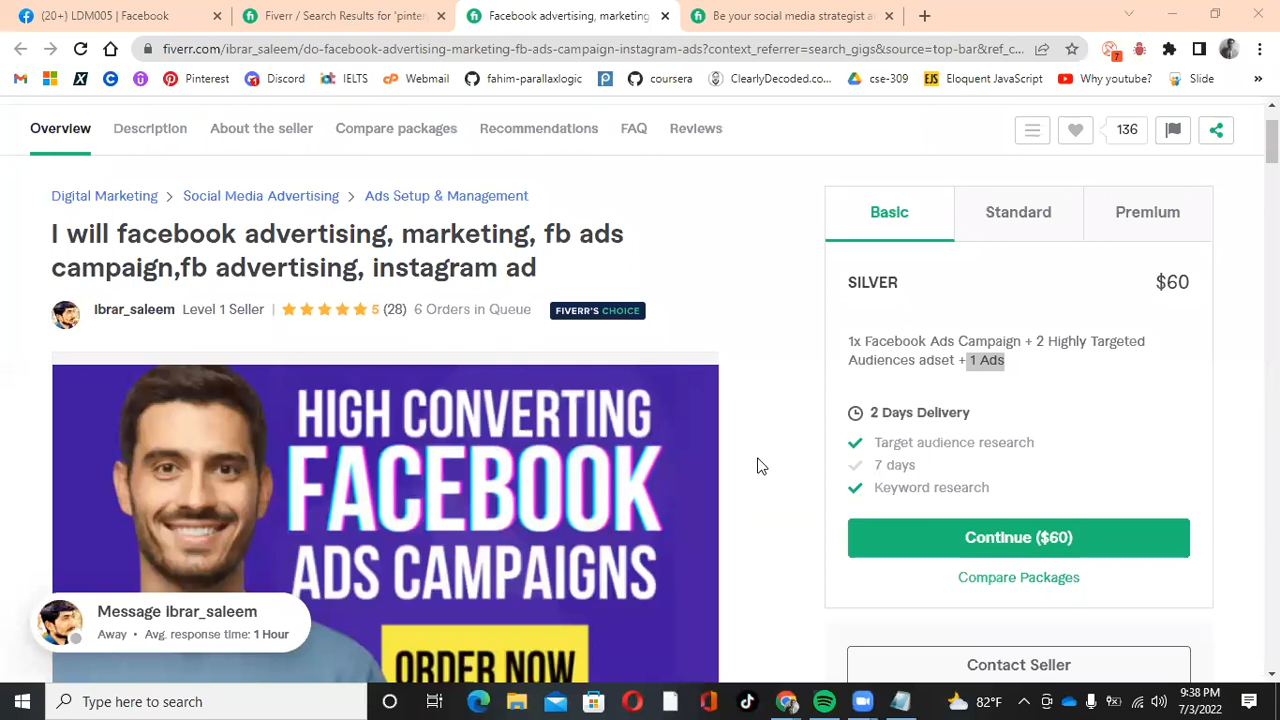 (20+) LDM005 | Facebook
Fiverr / Search Results for 'pinter
Facebook advertising, marketing
Be your social media strategist a
fiverr.com/ibrar_saleem/do-facebook-advertising-marketing-fb-ads-campaign-instagram-ads?context_referrer=search_gigs&source=top-bar&ref_c...
7
Pinterest
Discord
IELTS
Webmail
fahim-parallaxlogic
coursera
ClearlyDecoded.co...
cse-309
EJS
Eloquent JavaScript
Why youtube?
Slide
»
Overview
Description
About the seller
Compare packages
Recommendations
FAQ
Reviews
136
Digital Marketing > Social Media Advertising > Ads Setup & Management
I will facebook advertising, marketing, fb ads
campaign,fb advertising, instagram ad
Ibrar_saleem Level 1 Seller | 5 (28) 6 Orders in Queue FIVERR'S CHOICE
HIGH CONVERTING
FACEBOOK
ADS CAMPAIGNS
ORDER NOW
Message Ibrar_saleem
Away • Avg. response time: 1 Hour
Basic
Standard
Premium
SILVER
$60
1x Facebook Ads Campaign + 2 Highly Targeted
Audiences adset + 1 Ads
2 Days Delivery
Target audience research
7 days
Keyword research
Continue ($60)
Compare Packages
Contact Seller
Type here to search
82°F
9:38 PM
7/3/2022